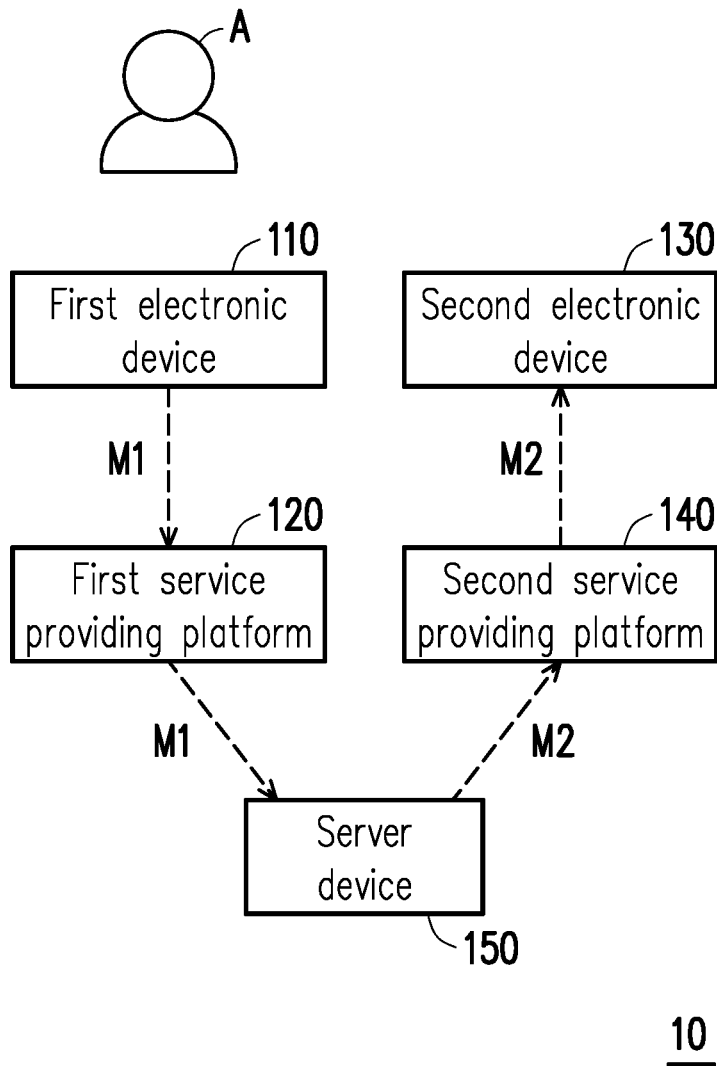 A
110
130
First electronic
device
Second electronic
device
M1
M2
120
140
First service
providing platform
Second service
providing platform
M1
M2
Server
device
150
10